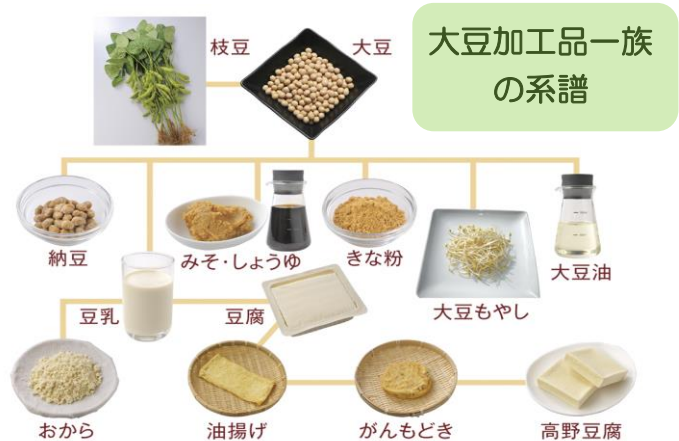 枝豆
大豆
大豆加工品一族
の系譜
納豆
みそ・しょうゆ
きな粉
大豆もやし
大豆油
豆乳
豆腐
おから
油揚げ
がんもどき
高野豆腐